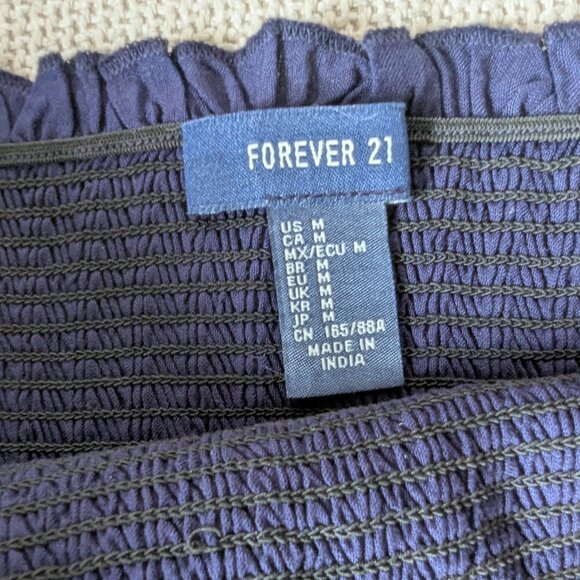 FOREVER 21
US M
CA M
MX/ECU M
BR M
EU M
UK M
KR M
JP M
CN 165/88A
MADE IN
INDIA